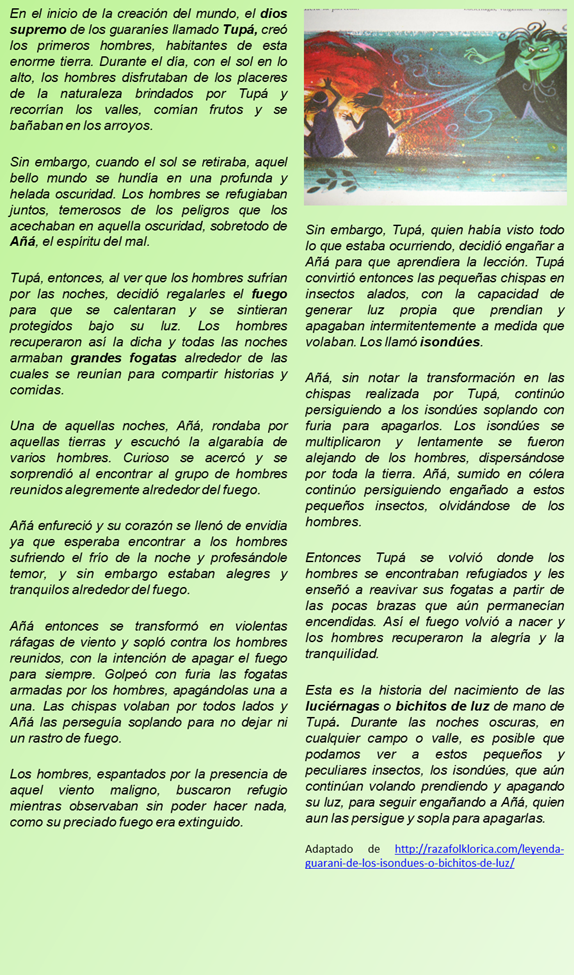 En el inicio de la creación del mundo, el dios
supremo de los guaraníes llamado Tupá, creó
los primeros hombres, habitantes de esta
enorme tierra. Durante el día, con el sol en lo
alto, los hombres disfrutaban de los placeres
de la naturaleza brindados por Tupá y
recorrían los valles, comían frutos y se
bañaban en los arroyos.
Sin embargo, cuando el sol se retiraba, aquel
bello mundo se hundía en una profunda y
helada oscuridad. Los hombres se refugiaban
juntos, temerosos de los peligros que los
acechaban en aquella oscuridad, sobretodo de
Añá, el espíritu del mal.
Tupá, entonces, al ver que los hombres sufrían
por las noches, decidió regalarles el fuego
para que se calentaran y se sintieran
protegidos bajo su luz. Los hombres
recuperaron así la dicha y todas las noches
armaban grandes fogatas alrededor de las
cuales se reunían para compartir historias y
comidas.
Una de aquellas noches, Añá, rondaba por
aquellas tierras y escuchó la algarabía de
varios hombres. Curioso se acercó y se
sorprendió al encontrar al grupo de hombres
reunidos alegremente alrededor del fuego.
Añá enfureció y su corazón se llenó de envidia
ya que esperaba encontrar a los hombres
sufriendo el frío de la noche y profesándole
temor, y sin embargo estaban alegres y
tranquilos alrededor del fuego.
Añá entonces se transformó en violentas
ráfagas de viento y sopló contra los hombres
reunidos, con la intención de apagar el fuego
para siempre. Golpeó con furia las fogatas
armadas por los hombres, apagándolas una a
una. Las chispas volaban por todos lados y
Añá las perseguía soplando para no dejar ni
un rastro de fuego.
Los hombres, espantados por la presencia de
aquel viento maligno, buscaron refugio
mientras observaban sin poder hacer nada,
como su preciado fuego era extinguido.
Sin embargo, Tupá, quien había visto todo
lo que estaba ocurriendo, decidió engañar a
Añá para que aprendiera la lección. Tupá
convirtió entonces las pequeñas chispas en
insectos alados, con la capacidad de
generar luz propia que prendían y
apagaban intermitentemente a medida que
volaban. Los llamó isondúes.
Añá, sin notar la transformación en las
chispas realizada por Tupá, continúo
persiguiendo a los isondúes soplando con
furia para apagarlos. Los isondúes se
multiplicaron y lentamente se fueron
alejando de los hombres, dispersándose
por toda la tierra. Añá, sumido en cólera
continúo persiguiendo engañado a estos
pequeños insectos, olvidándose de los
hombres.
Entonces Tupá se volvió donde los
hombres se encontraban refugiados y les
enseñó a reavivar sus fogatas a partir de
las pocas brazas que aún permanecían
encendidas. Así el fuego volvió a nacer y
los hombres recuperaron la alegría y la
tranquilidad.
Esta es la historia del nacimiento de las
luciérnagas o bichitos de luz de mano de
Tupá. Durante las noches oscuras, en
cualquier campo o valle, es posible que
podamos ver a estos pequeños y
peculiares insectos, los isondúes, que aún
continúan volando prendiendo y apagando
su luz, para seguir engañando a Añá, quien
aun las persigue y sopla para apagarlas.
Adaptado de http://razafolklorica.com/leyenda-
guarani-de-los-isondues-o-bichitos-de-luz/